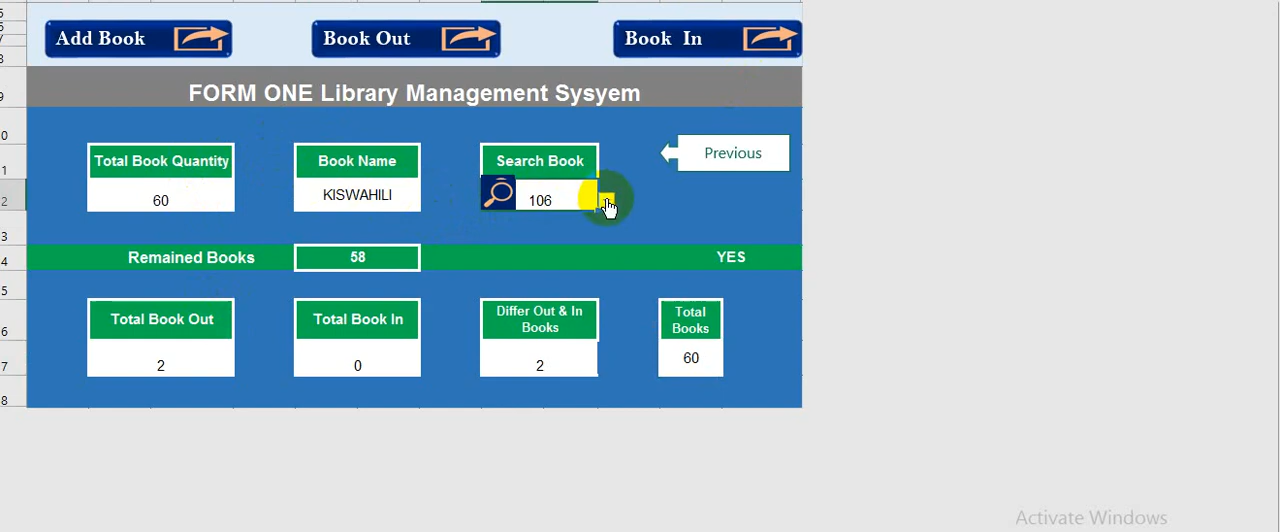 Add Book
Book Out
Book In
FORM ONE Library Management Sysyem
Total Book Quantity
Book Name
Search Book
Previous
60
KISWAHILI
106
Remained Books
58
YES
Total Book Out
Total Book In
Differ Out & In
Books
Total
Books
2
0
2
60
Activate Windows